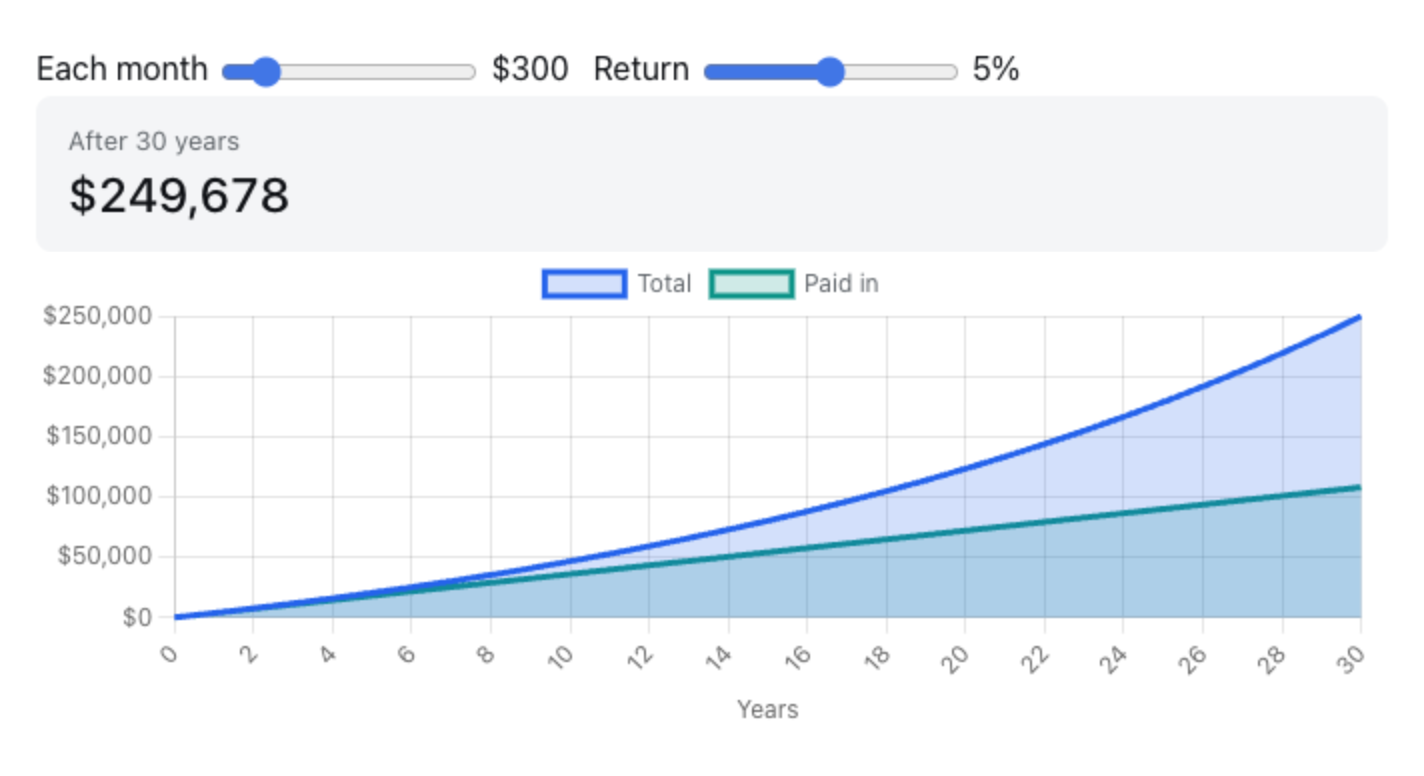 Each month $300 Return 5%
After 30 years
$249,678
Total Paid in
$250,000
$200,000
$150,000
$100,000
$50,000
$0
0 2 4 6 8 10 12 14 16 18 20 22 24 26 28 30
Years